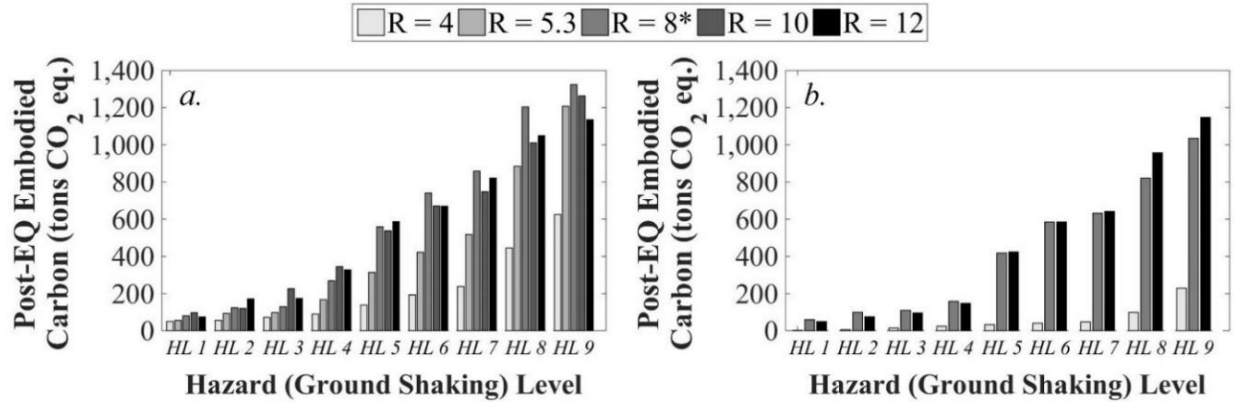 R = 4 R = 5.3 R = 8* R = 10 R = 12
a.
Post-EQ Embodied
Carbon (tons CO2 eq.)
1,400
1,200
1,000
800
600
400
200
0
HL 1 HL 2 HL 3 HL 4 HL 5 HL 6 HL 7 HL 8 HL 9
Hazard (Ground Shaking) Level
b.
Post-EQ Embodied
Carbon (tons CO2 eq.)
1,400
1,200
1,000
800
600
400
200
0
HL 1 HL 2 HL 3 HL 4 HL 5 HL 6 HL 7 HL 8 HL 9
Hazard (Ground Shaking) Level